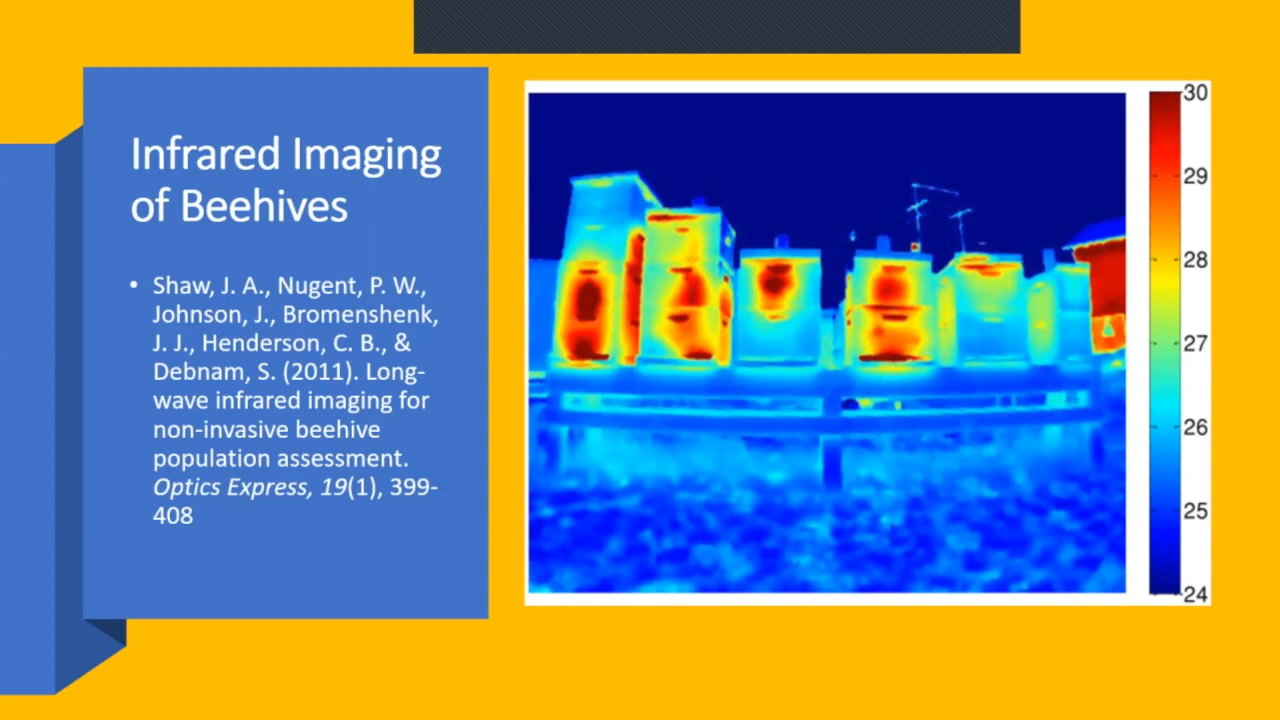 Infrared Imaging
of Beehives
• Shaw, J. A., Nugent, P. W.,
Johnson, J., Bromenshenk,
J. J., Henderson, C. B., &
Debnam, S. (2011). Long-
wave infrared imaging for
non-invasive beehive
population assessment.
Optics Express, 19(1), 399-
408
30
29
28
27
26
25
24